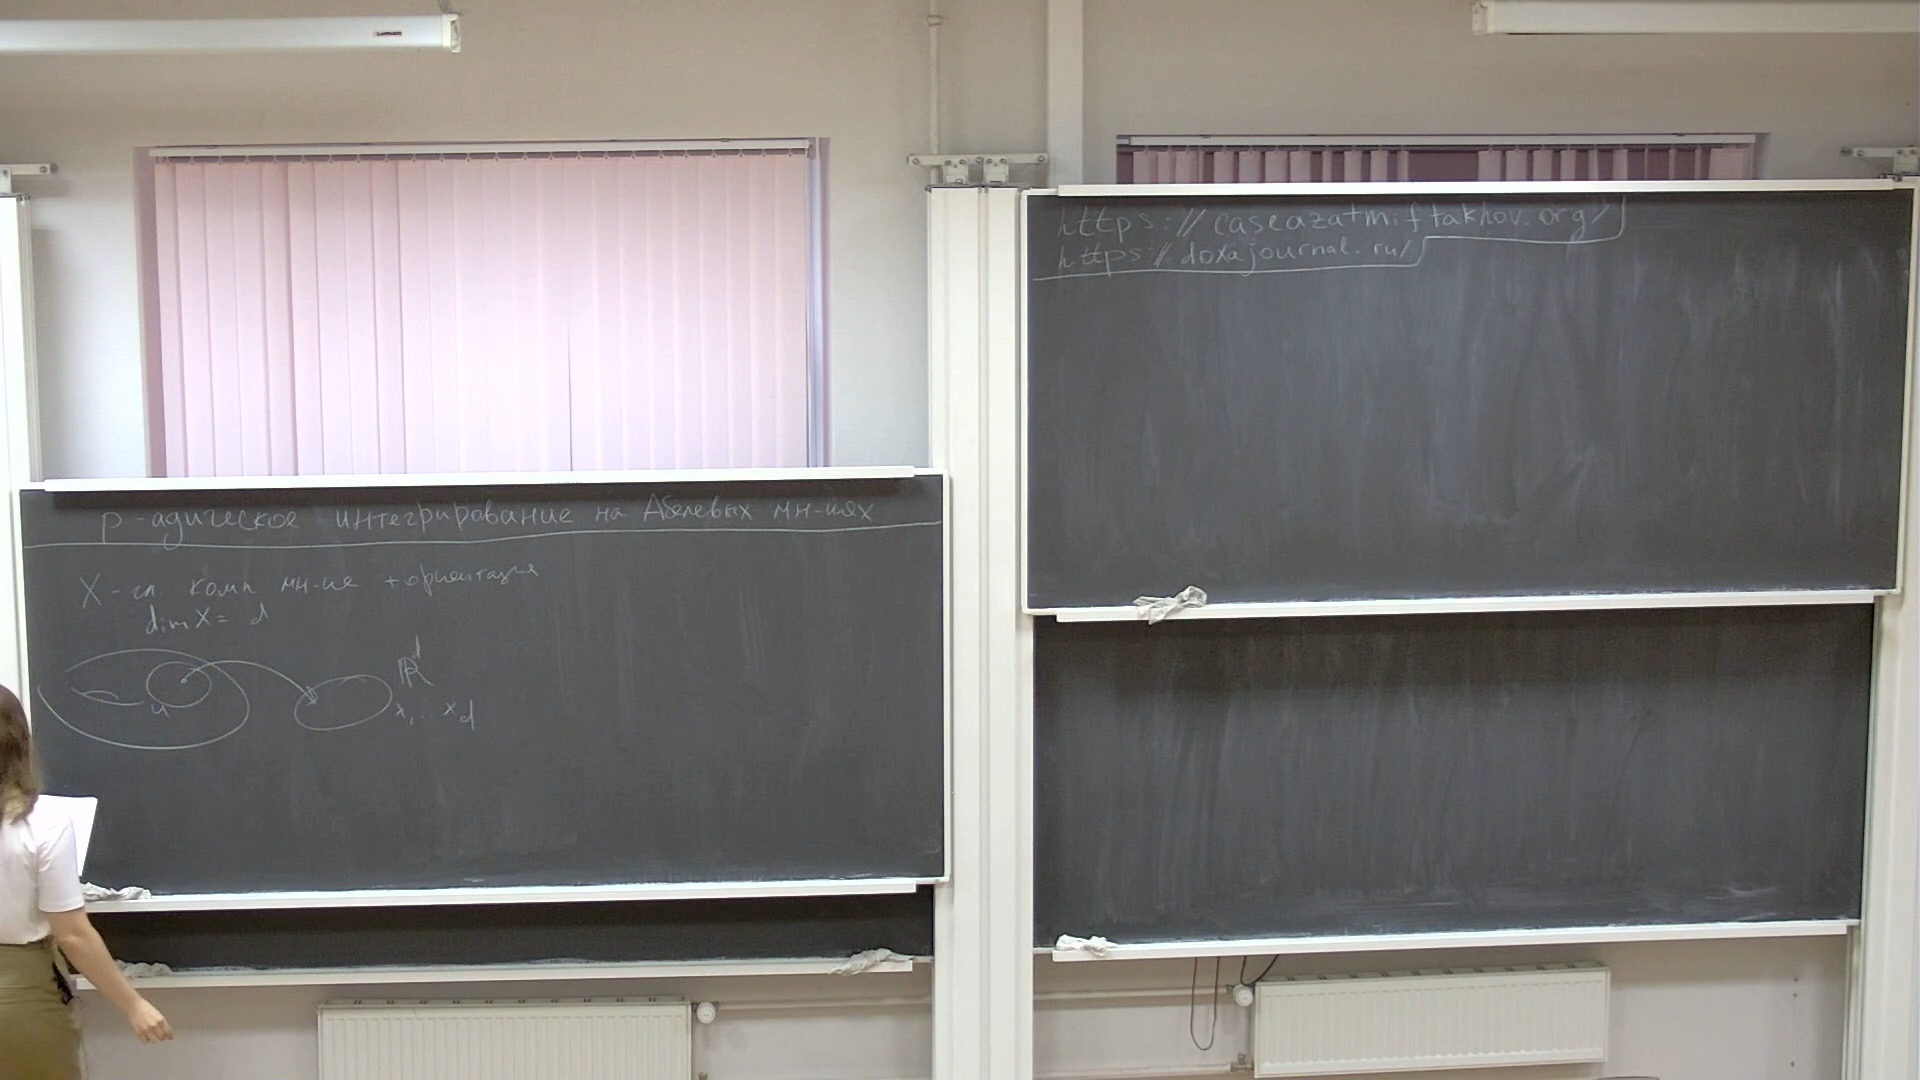 p-адическое интегрирование на Абелевых мн-иях
X - гл комп мн-ие + ориентация
dim X = d
ℝ^d
u
x₁ .. x_d
https://caseazatmiftakhov.org/
https://doxajournal.ru/